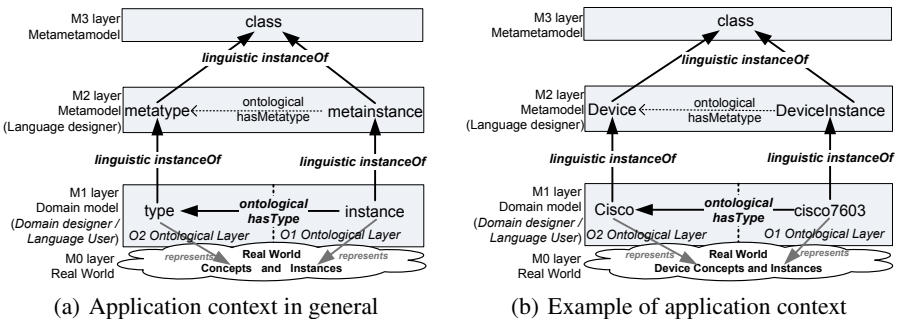 M3 layer
Metametamodel
class
linguistic instanceOf
M2 layer
Metamodel
(Language designer)
metatype
ontological
hasMetatype
metainstance
linguistic instanceOf
linguistic instanceOf
M1 layer
Domain model
(Domain designer /
Language User)
type
ontological
hasType
instance
O2 Ontological Layer
O1 Ontological Layer
M0 layer
Real World
represents
represents
Real World
Concepts and Instances
(a) Application context in general
M3 layer
Metametamodel
class
linguistic instanceOf
M2 layer
Metamodel
(Language designer)
Device
ontological
hasMetatype
DeviceInstance
linguistic instanceOf
linguistic instanceOf
M1 layer
Domain model
(Domain designer /
Language User)
Cisco
ontological
hasType
cisco7603
O2 Ontological Layer
O1 Ontological Layer
M0 layer
Real World
represents
represents
Real World
Device Concepts and Instances
(b) Example of application context